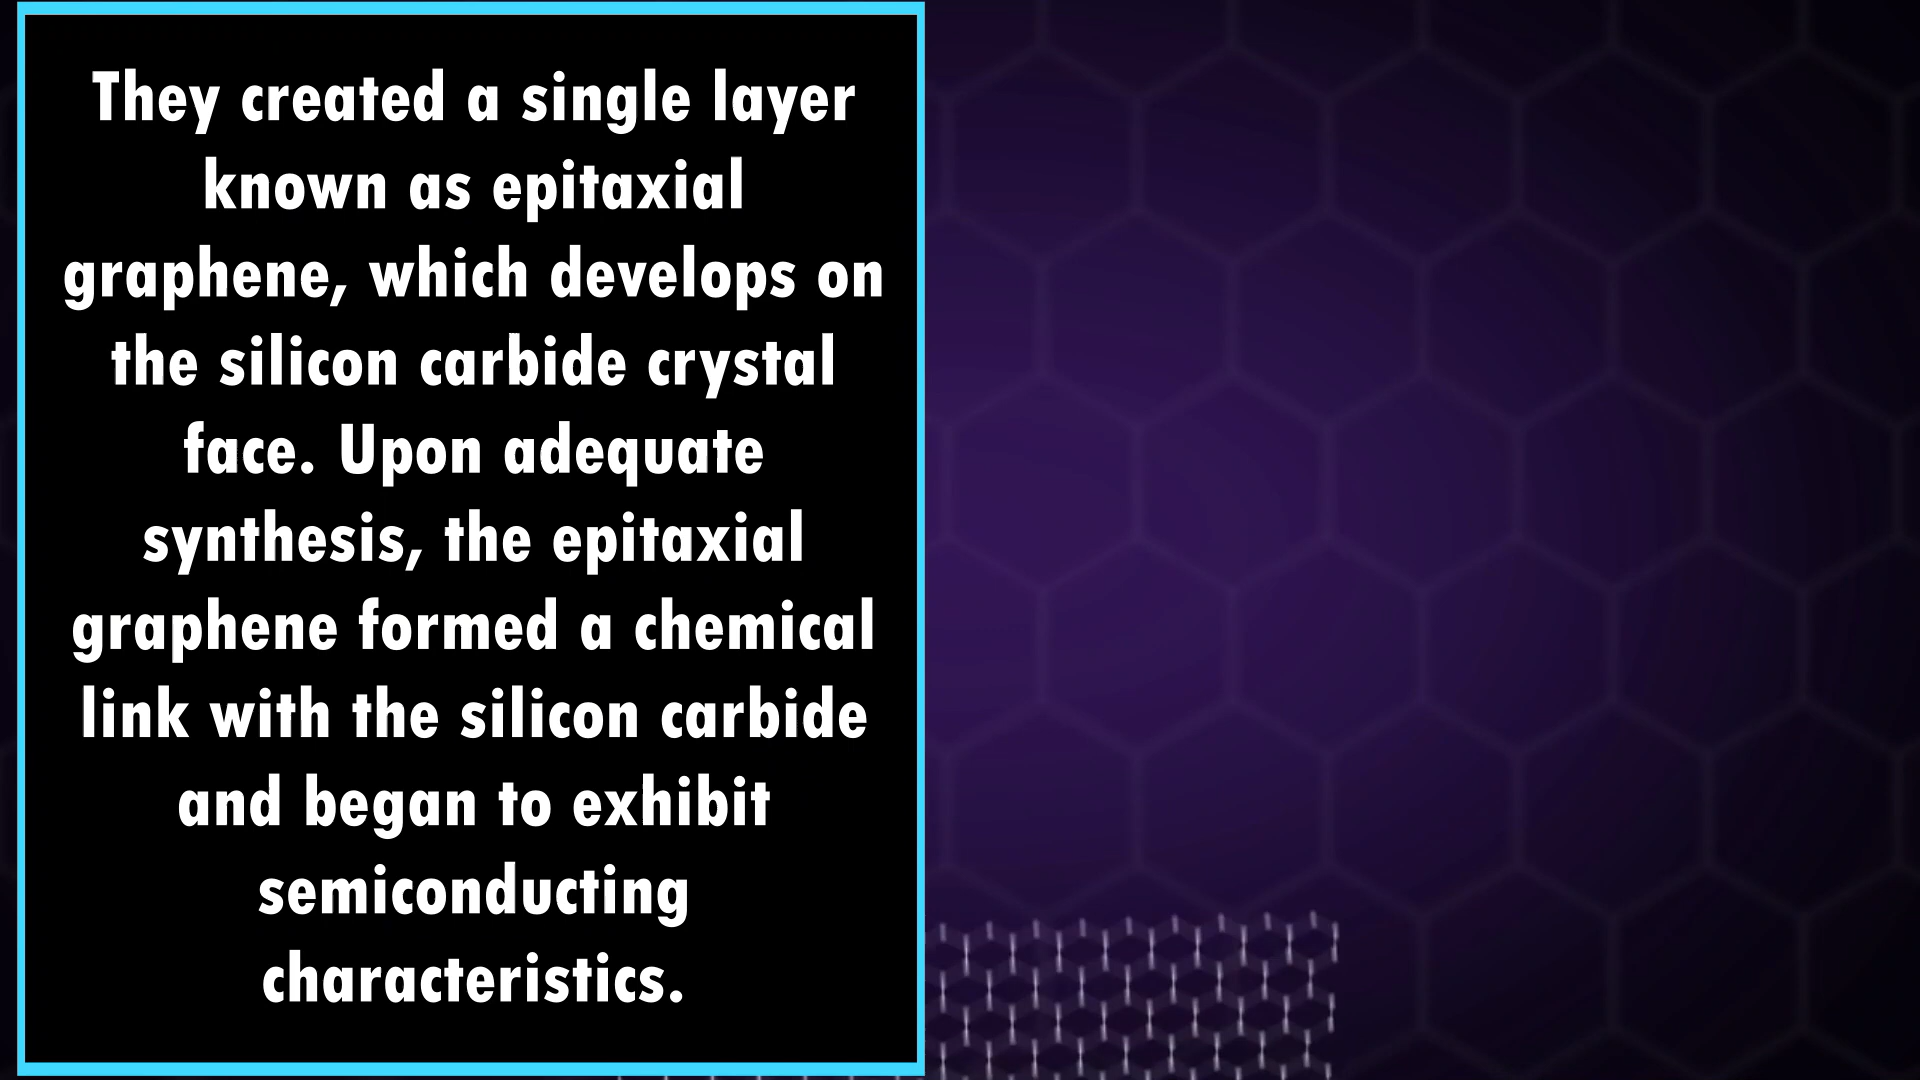 They created a single layer
known as epitaxial
graphene, which develops on
the silicon carbide crystal
face. Upon adequate
synthesis, the epitaxial
graphene formed a chemical
link with the silicon carbide
and began to exhibit
semiconducting
characteristics.